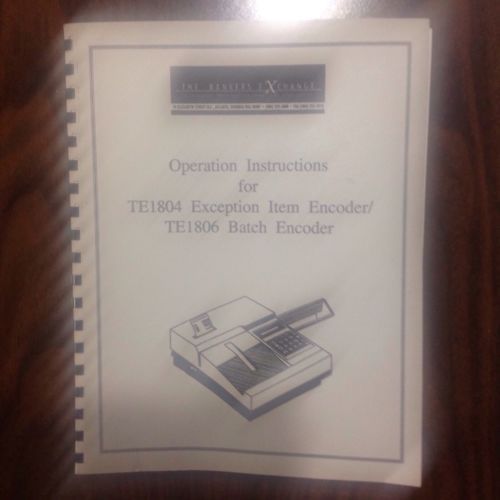 THE BANKERS EXCHANGE
Operation Instructions
for
TE1804 Exception Item Encoder/
TE1806 Batch Encoder